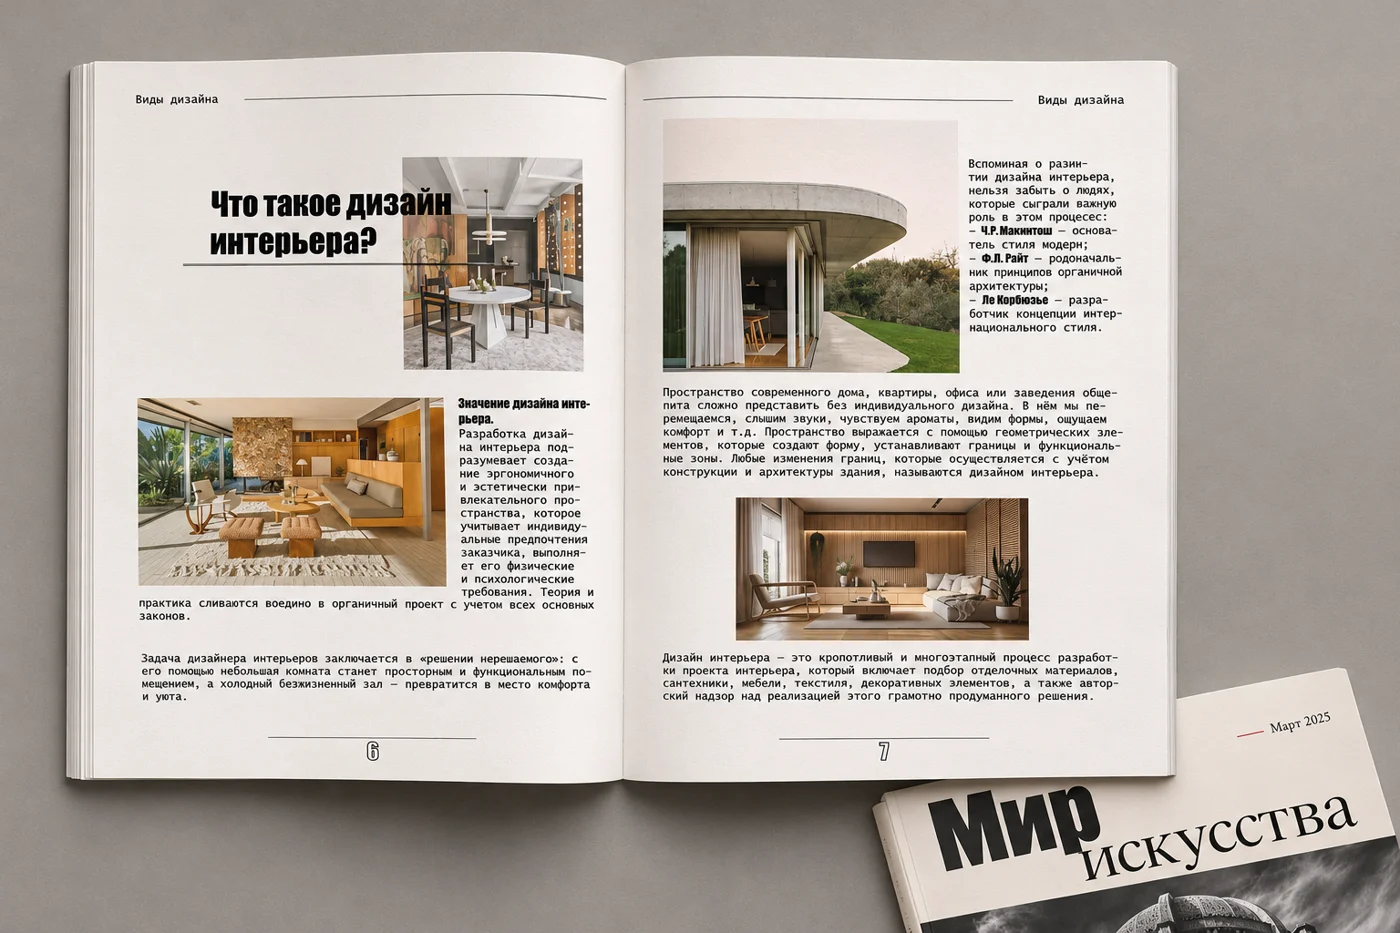 Виды дизайна
Что такое дизайн
интерьера?
Значение дизайна инте-
рьера.
Разработка дизай-
на интерьера под-
разумевает созда-
ние эргономичного
и эстетически при-
влекательного про-
странства, которое
учитывает индивиду-
альные предпочтения
заказчика, выполня-
ет его физические
и психологические
требования. Теория и
практика сливаются воедино в органичный проект с учетом всех основных
законов.
Задача дизайнера интерьеров заключается в «решении нерешаемого»: с
его помощью небольшая комната станет просторным и функциональным по-
мещением, а холодный безжизненный зал — превратится в место комфорта
и уюта.
6
Виды дизайна
Вспоминая о разин-
тии дизайна интерьера,
нельзя забыть о людях,
которые сыграли важную
роль в этом процесес:
— Ч.Р. Макинтош — основа-
тель стиля модерн;
— Ф.Л. Райт — родоначаль-
ник принципов органичной
архитектуры;
— Ле Корбюзье — разра-
ботчик концепции интер-
национального стиля.
Пространство современного дома, квартиры, офиса или заведения обще-
пита сложно представить без индивидуального дизайна. В нём мы пе-
ремещаемся, слышим звуки, чувствуем ароматы, видим формы, ощущаем
комфорт и т.д. Пространство выражается с помощью геометрических эле-
ментов, которые создают форму, устанавливают границы и функциональ-
ные зоны. Любые изменения границ, которые осуществляется с учётом
конструкции и архитектуры здания, называются дизайном интерьера.
Дизайн интерьера — это кропотливый и многоэтапный процесс разработ-
ки проекта интерьера, который включает подбор отделочных материалов,
сантехники, мебели, текстиля, декоративных элементов, а также автор-
ский надзор над реализацией этого грамотно продуманного решения.
7
Март 2025
Мир
искусства